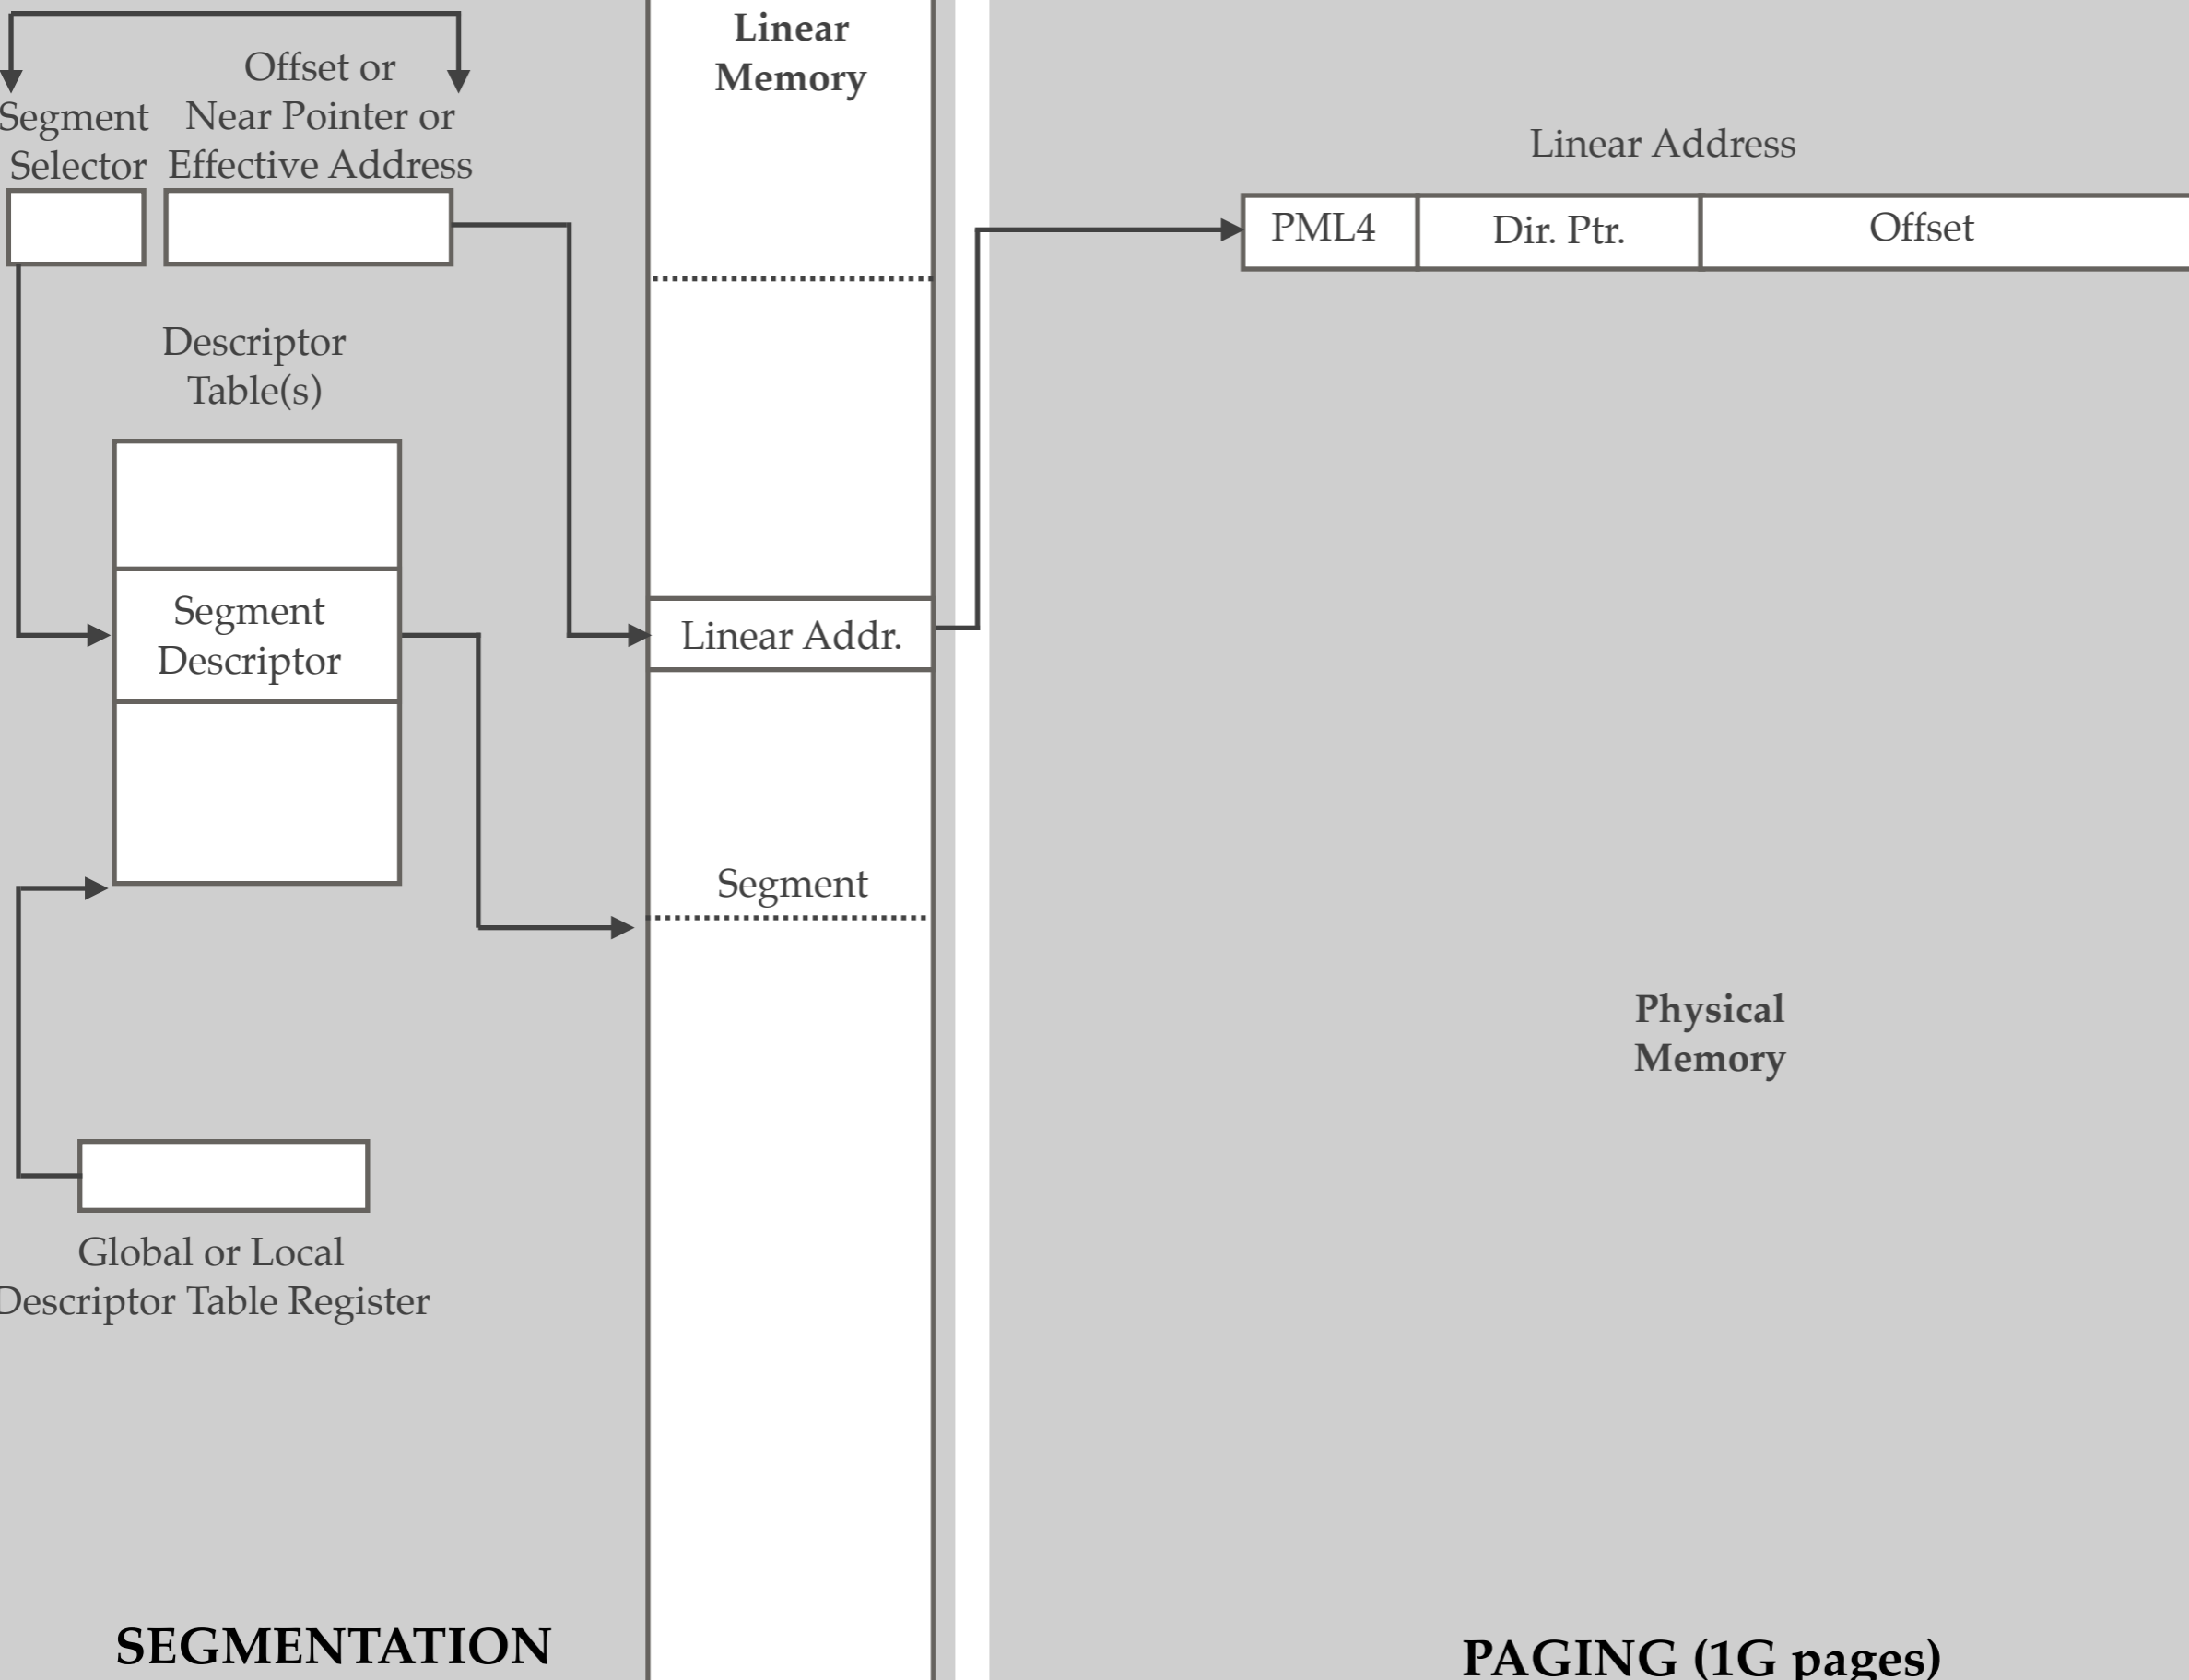 Offset or
Near Pointer or
Effective Address
Segment
Selector
Descriptor
Table(s)
Segment
Descriptor
Global or Local
Descriptor Table Register
SEGMENTATION
Linear
Memory
Linear Addr.
Segment
Linear Address
PML4
Dir. Ptr.
Offset
Physical
Memory
PAGING (1G pages)